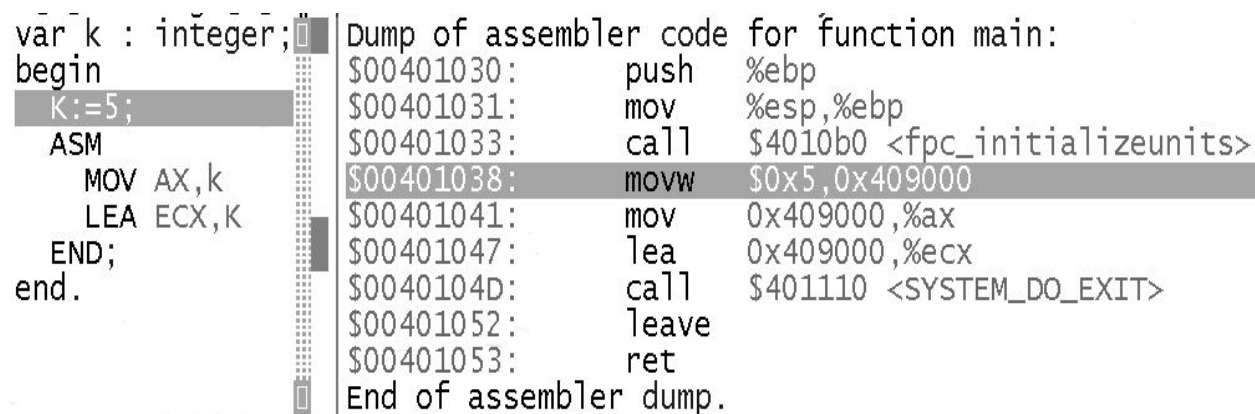 var k : integer;
begin
K:=5;
ASM
MOV AX,k
LEA ECX,K
END;
end.
Dump of assembler code for function main:
$00401030: push %ebp
$00401031: mov %esp,%ebp
$00401033: call $4010b0 <fpc_initializeunits>
$00401038: movw $0x5,0x409000
$00401041: mov 0x409000,%ax
$00401047: lea 0x409000,%ecx
$0040104D: call $401110 <SYSTEM_DO_EXIT>
$00401052: leave
$00401053: ret
End of assembler dump.